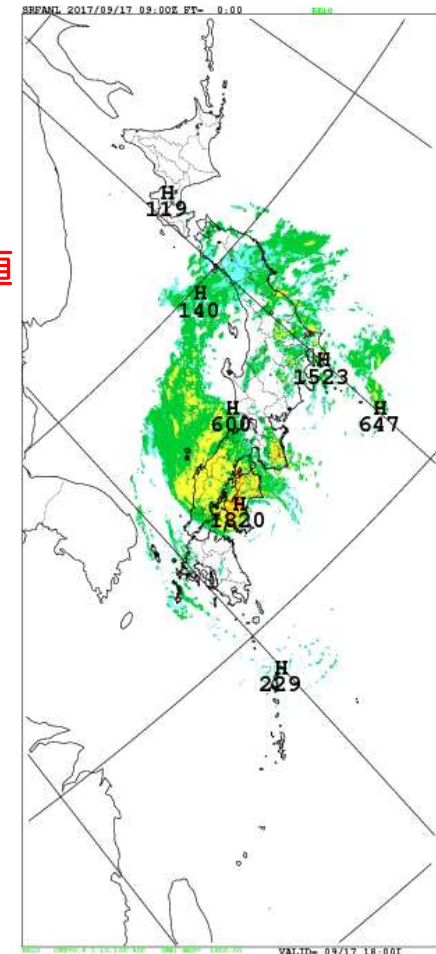 SRFANL 2017/09/17 09:00Z FT= 0:00
H
119
H
140
H
1523
H
600
H
647
H
1820
H
229
VALID= 09/17 18:00I